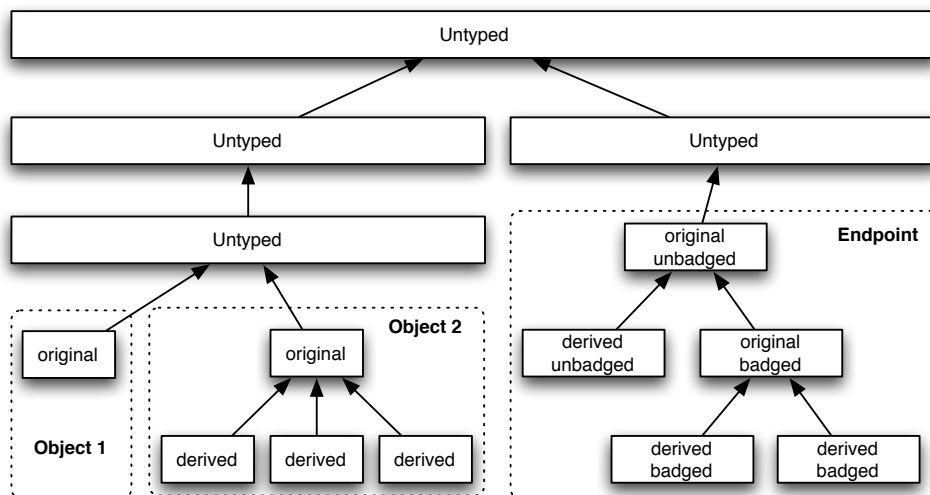 Untyped
Untyped
Untyped
Untyped
original
unbadged
Endpoint
Object 2
original
original
derived
unbadged
original
badged
Object 1
derived
derived
derived
derived
badged
derived
badged